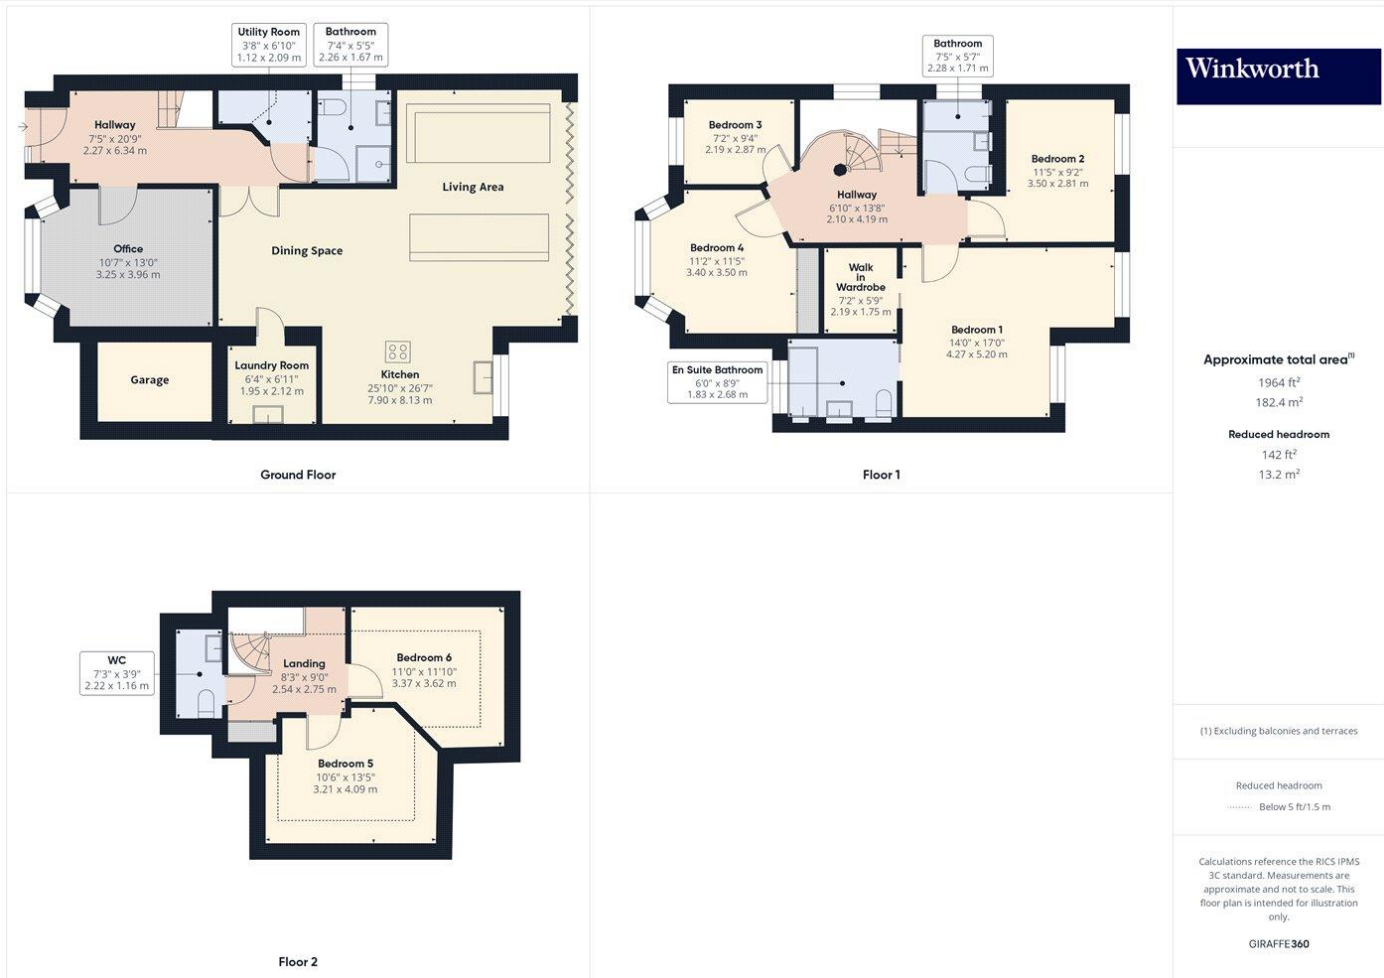 Utility Room
3'8" x 6'10"
1.12 x 2.09 m
Bathroom
7'4" x 5'5"
2.26 x 1.67 m
Hallway
7'5" x 20'9"
2.27 x 6.34 m
Living Area
Office
10'7" x 13'0"
3.25 x 3.96 m
Dining Space
Garage
Laundry Room
6'4" x 6'11"
1.95 x 2.12 m
Kitchen
25'10" x 26'7"
7.90 x 8.13 m
Ground Floor
Bathroom
7'5" x 5'7"
2.28 x 1.71 m
Bedroom 3
7'2" x 9'4"
2.19 x 2.87 m
Bedroom 2
11'5" x 9'2"
3.50 x 2.81 m
Hallway
6'10" x 13'8"
2.10 x 4.19 m
Bedroom 4
11'2" x 11'5"
3.40 x 3.50 m
Walk
in
Wardrobe
7'2" x 5'9"
2.19 x 1.75 m
Bedroom 1
14'0" x 17'0"
4.27 x 5.20 m
En Suite Bathroom
6'0" x 8'9"
1.83 x 2.68 m
Floor 1
WC
7'3" x 3'9"
2.22 x 1.16 m
Landing
8'3" x 9'0"
2.54 x 2.75 m
Bedroom 6
11'0" x 11'10"
3.37 x 3.62 m
Bedroom 5
10'6" x 13'5"
3.21 x 4.09 m
Floor 2
Winkworth
Approximate total area⁽¹⁾
1964 ft²
182.4 m²
Reduced headroom
142 ft²
13.2 m²
(1) Excluding balconies and terraces
Reduced headroom
Below 5 ft/1.5 m
Calculations reference the RICS IPMS
3C standard. Measurements are
approximate and not to scale. This
floor plan is intended for illustration
only.
GIRAFFE360